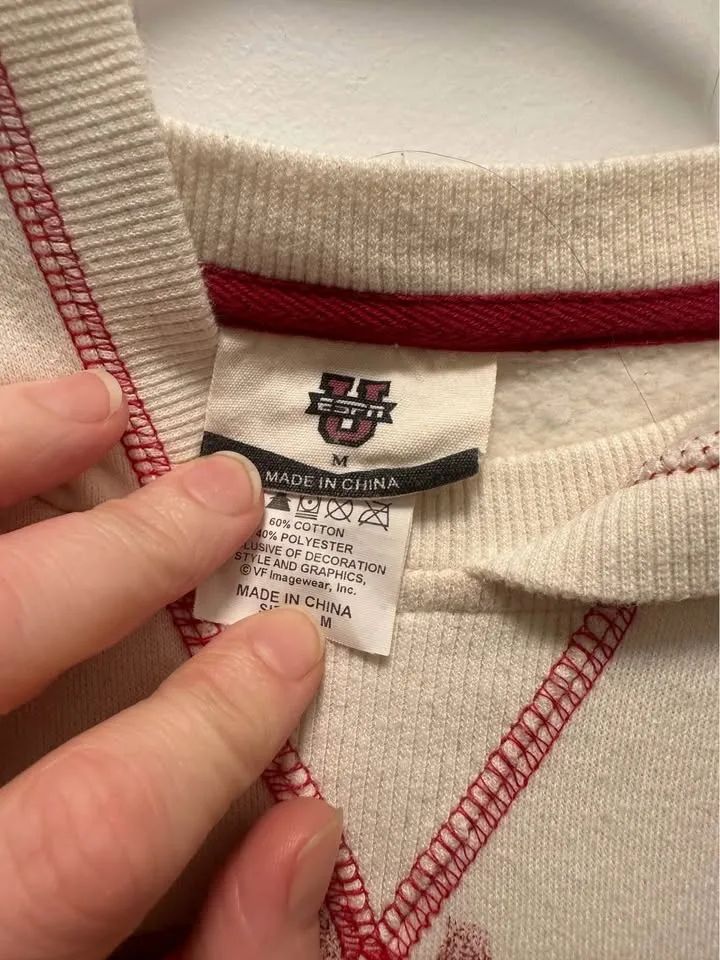 U
ESPN
M
MADE IN CHINA
60% COTTON
40% POLYESTER
LUSIVE OF DECORATION
STYLE AND GRAPHICS,
© VF Imagewear, Inc.
MADE IN CHINA
M